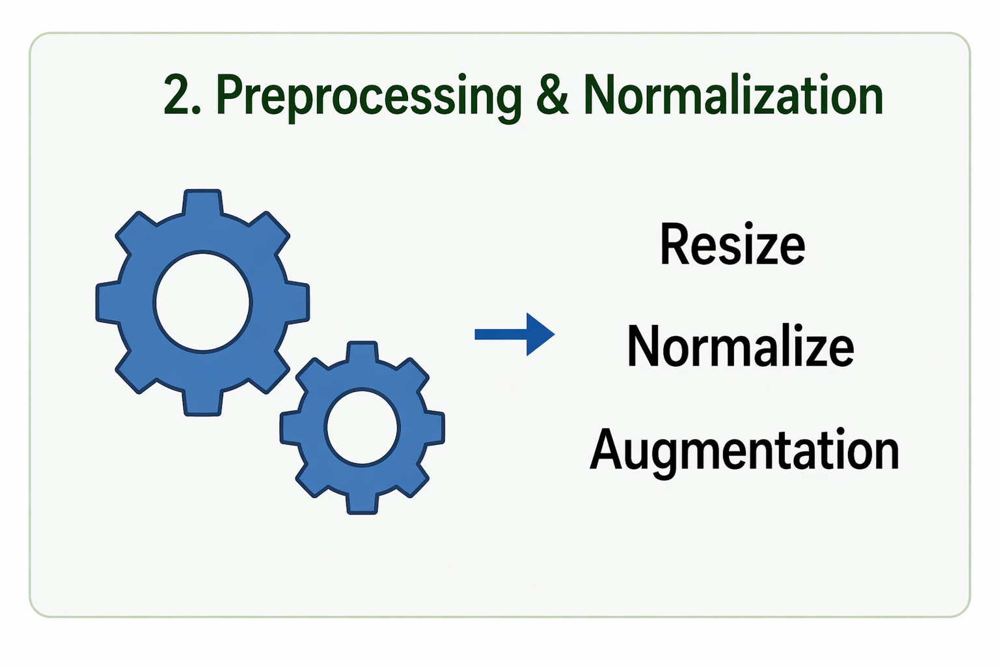 2. Preprocessing & Normalization
Resize
Normalize
Augmentation